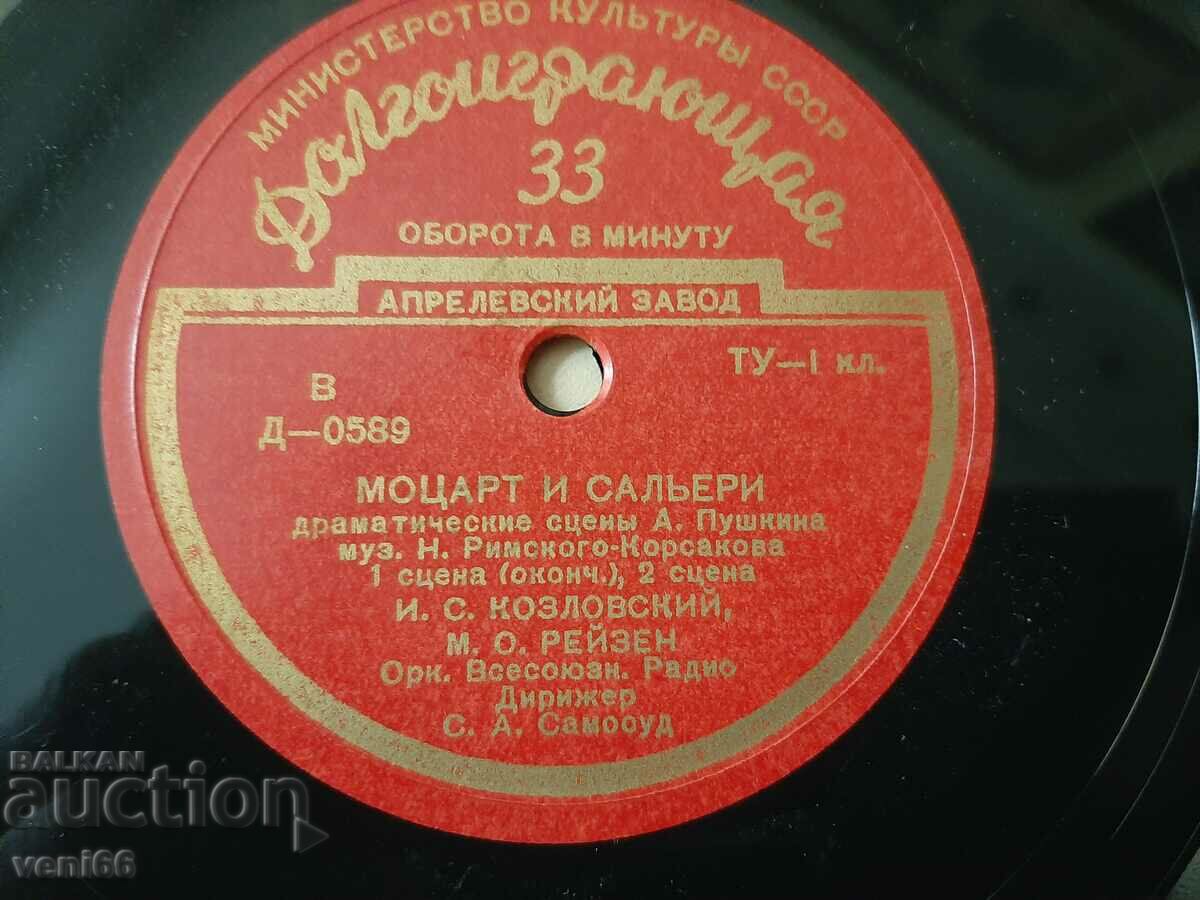 МИНИСТЕРСТВО КУЛЬТУРЫ СССР
Долгоиграющая
33
ОБОРОТА В МИНУТУ
АПРЕЛЕВСКИЙ ЗАВОД
ТУ—I кл.
В
Д—0589
МОЦАРТ И САЛЬЕРИ
драматические сцены А. Пушкина
муз. Н. Римского-Корсакова
1 сцена (оконч.), 2 сцена
И. С. КОЗЛОВСКИЙ,
М. О. РЕЙЗЕН
Орк. Всесоюзн. Радио
Дирижер
С. А. Самосуд
BALKAN
auction
veni66